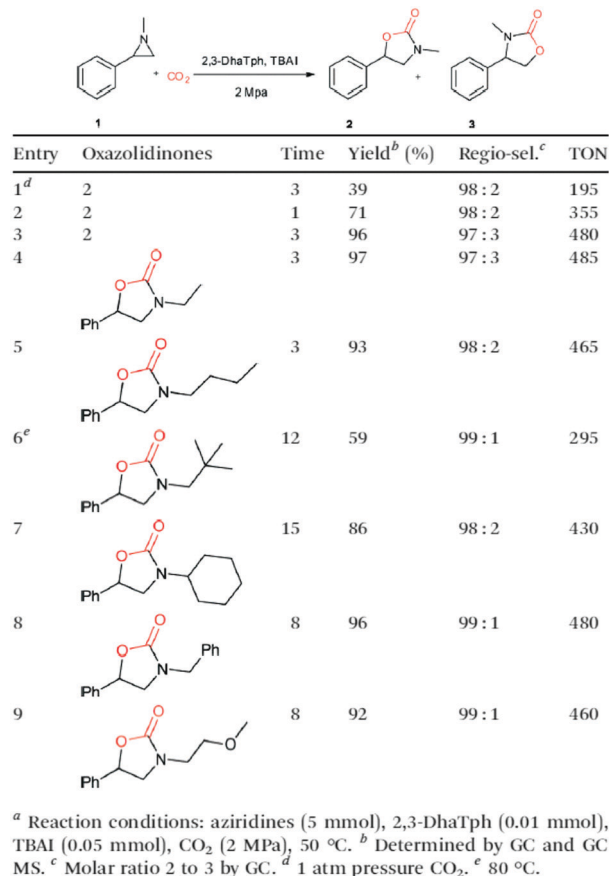 N
O
O
N
N
O
O
+ CO2
2,3-DhaTph, TBAI
2 Mpa
+
1
2
3
Entry Oxazolidinones Time Yieldᵇ (%) Regio-sel.ᶜ TON
1ᵈ 2 3 39 98 : 2 195
2 2 1 71 98 : 2 355
3 2 3 96 97 : 3 480
4 3 97 97 : 3 485
O
O
N
Ph
5 3 93 98 : 2 465
O
O
N
Ph
6ᵉ 12 59 99 : 1 295
O
O
N
Ph
7 15 86 98 : 2 430
O
O
N
Ph
8 8 96 99 : 1 480
O
O
Ph
N
Ph
9 8 92 99 : 1 460
O
O
O
N
Ph
ᵃ Reaction conditions: aziridines (5 mmol), 2,3-DhaTph (0.01 mmol),
TBAI (0.05 mmol), CO₂ (2 MPa), 50 °C. ᵇ Determined by GC and GC
MS. ᶜ Molar ratio 2 to 3 by GC. ᵈ 1 atm pressure CO₂. ᵉ 80 °C.